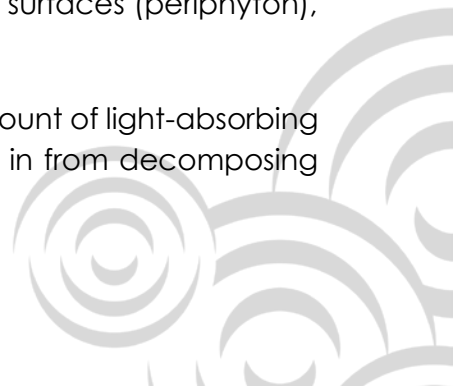 surfaces (periphyton),
ount of light-absorbing
in from decomposing